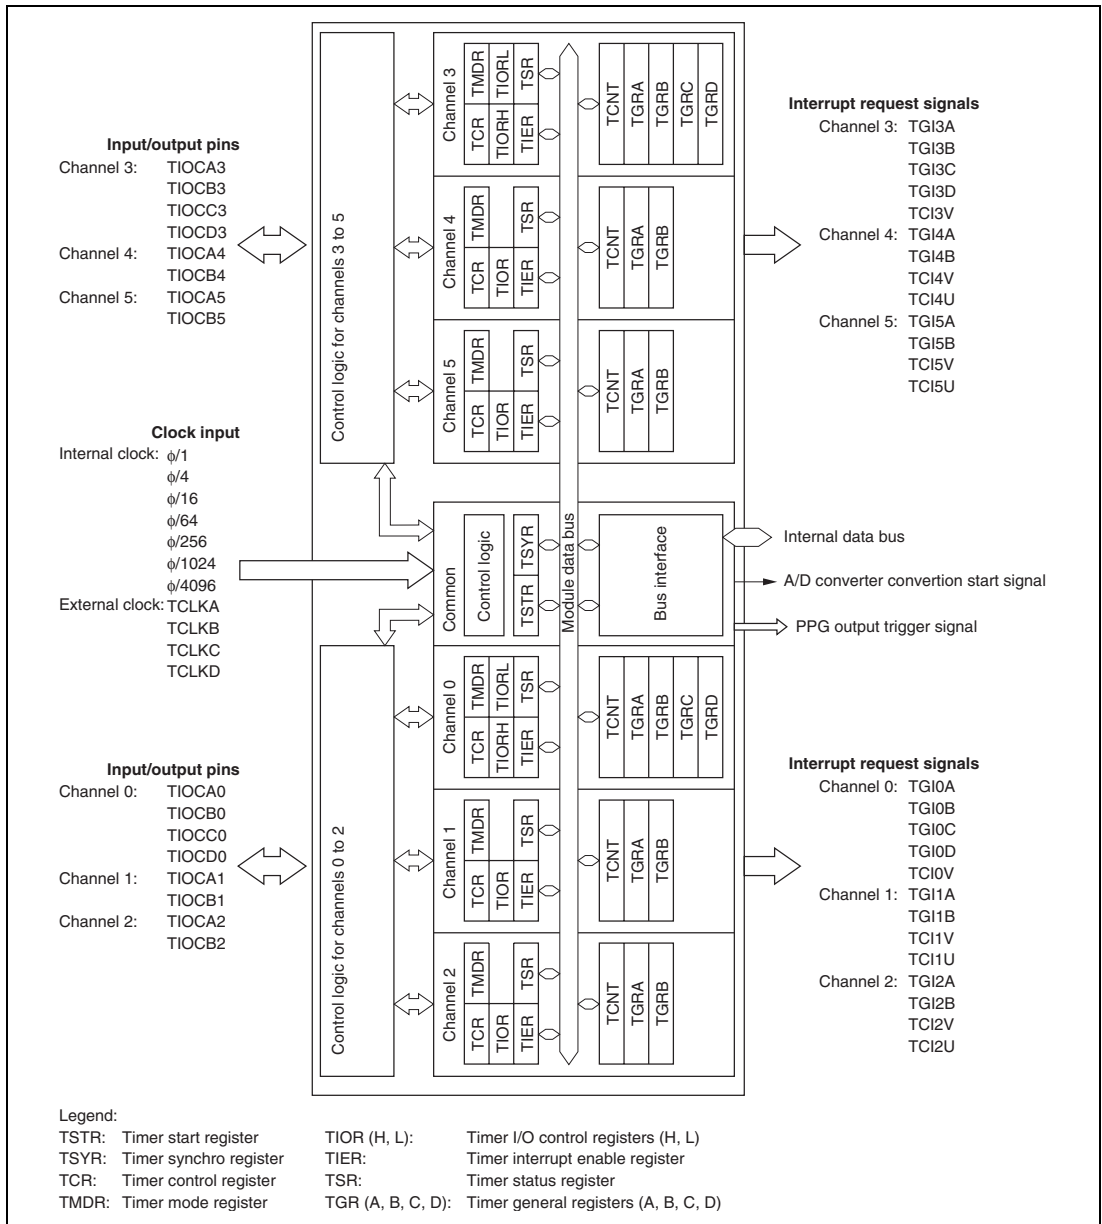 Input/output pins
Channel 3: TIOCA3
TIOCB3
TIOCC3
TIOCD3
Channel 4: TIOCA4
TIOCB4
Channel 5: TIOCA5
TIOCB5
Clock input
Internal clock: ϕ/1
ϕ/4
ϕ/16
ϕ/64
ϕ/256
ϕ/1024
ϕ/4096
External clock: TCLKA
TCLKB
TCLKC
TCLKD
Input/output pins
Channel 0: TIOCA0
TIOCB0
TIOCC0
TIOCD0
Channel 1: TIOCA1
TIOCB1
Channel 2: TIOCA2
TIOCB2
Control logic for channels 3 to 5
Control logic for channels 0 to 2
Channel 3
TCR TMDR
TIORH TIORL
TIER TSR
TCNT
TGRA
TGRB
TGRC
TGRD
Channel 4
TCR TMDR
TIOR
TIER TSR
TCNT
TGRA
TGRB
Channel 5
TCR TMDR
TIOR
TIER TSR
TCNT
TGRA
TGRB
Common
Control logic
TSTR TSYR
Module data bus
Bus interface
Channel 0
TCR TMDR
TIORH TIORL
TIER TSR
TCNT
TGRA
TGRB
TGRC
TGRD
Channel 1
TCR TMDR
TIOR
TIER TSR
TCNT
TGRA
TGRB
Channel 2
TCR TMDR
TIOR
TIER TSR
TCNT
TGRA
TGRB
Interrupt request signals
Channel 3: TGI3A
TGI3B
TGI3C
TGI3D
TCI3V
Channel 4: TGI4A
TGI4B
TCI4V
TCI4U
Channel 5: TGI5A
TGI5B
TCI5V
TCI5U
Internal data bus
A/D converter convertion start signal
PPG output trigger signal
Interrupt request signals
Channel 0: TGI0A
TGI0B
TGI0C
TGI0D
TCI0V
Channel 1: TGI1A
TGI1B
TCI1V
TCI1U
Channel 2: TGI2A
TGI2B
TCI2V
TCI2U
Legend:
TSTR: Timer start register TIOR (H, L): Timer I/O control registers (H, L)
TSYR: Timer synchro register TIER: Timer interrupt enable register
TCR: Timer control register TSR: Timer status register
TMDR: Timer mode register TGR (A, B, C, D): Timer general registers (A, B, C, D)